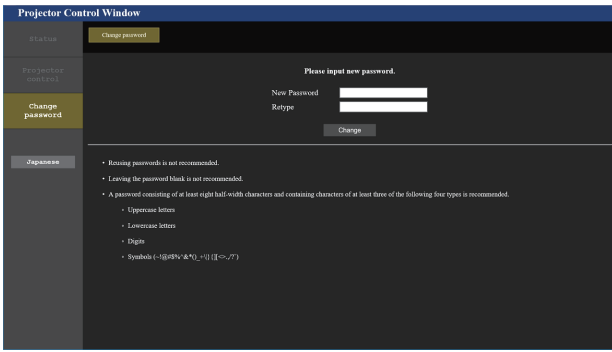 Projector Control Window
Status
Change password
Projector
control
Please input new password.
New Password
Retype
Change
password
Change
Japanese
• Reusing passwords is not recommended.
• Leaving the password blank is not recommended.
• A password consisting of at least eight half-width characters and containing characters of at least three of the following four types is recommended.
◦ Uppercase letters
◦ Lowercase letters
◦ Digits
◦ Symbols (~!@#$%^&*()_+\{}[][<>.,/?`)